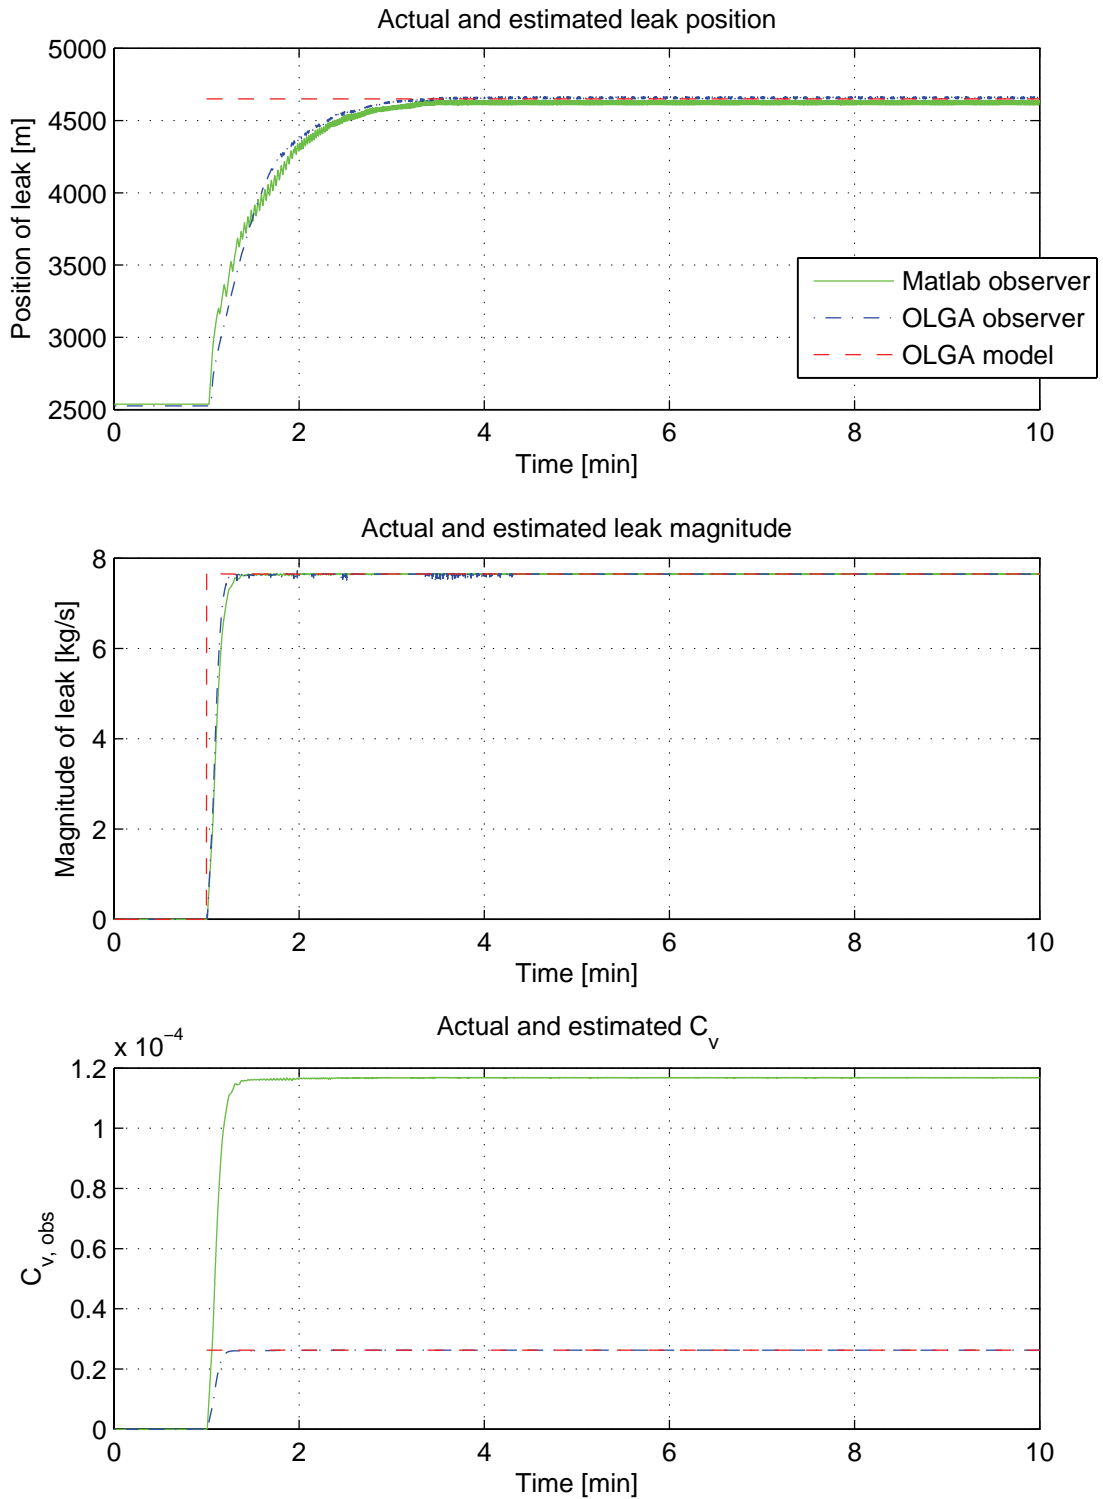 Actual and estimated leak position
Position of leak [m]
5000
4500
4000
3500
3000
2500
0 2 4 6 8 10
Time [min]
Matlab observer
OLGA observer
OLGA model
Actual and estimated leak magnitude
Magnitude of leak [kg/s]
8
6
4
2
0
0 2 4 6 8 10
Time [min]
Actual and estimated C_v
x 10^−4
C_v, obs
1.2
1
0.8
0.6
0.4
0.2
0
0 2 4 6 8 10
Time [min]